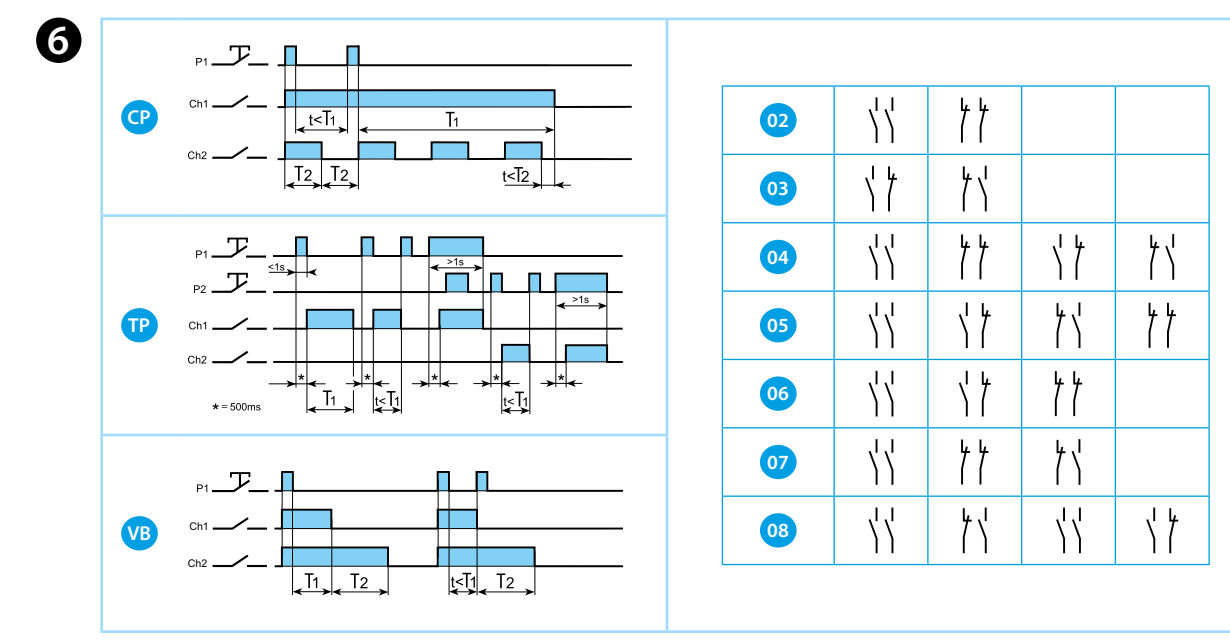 6
CP
P1
Ch1
t<T1 T1
Ch2
T2 T2 t<T2
TP
P1
<1s >1s
P2
>1s
Ch1
Ch2
* * * * *
T1 t<T1 t<T1
* = 500ms
VB
P1
Ch1
Ch2
T1 T2 t<T1 T2
02
03
04
05
06
07
08